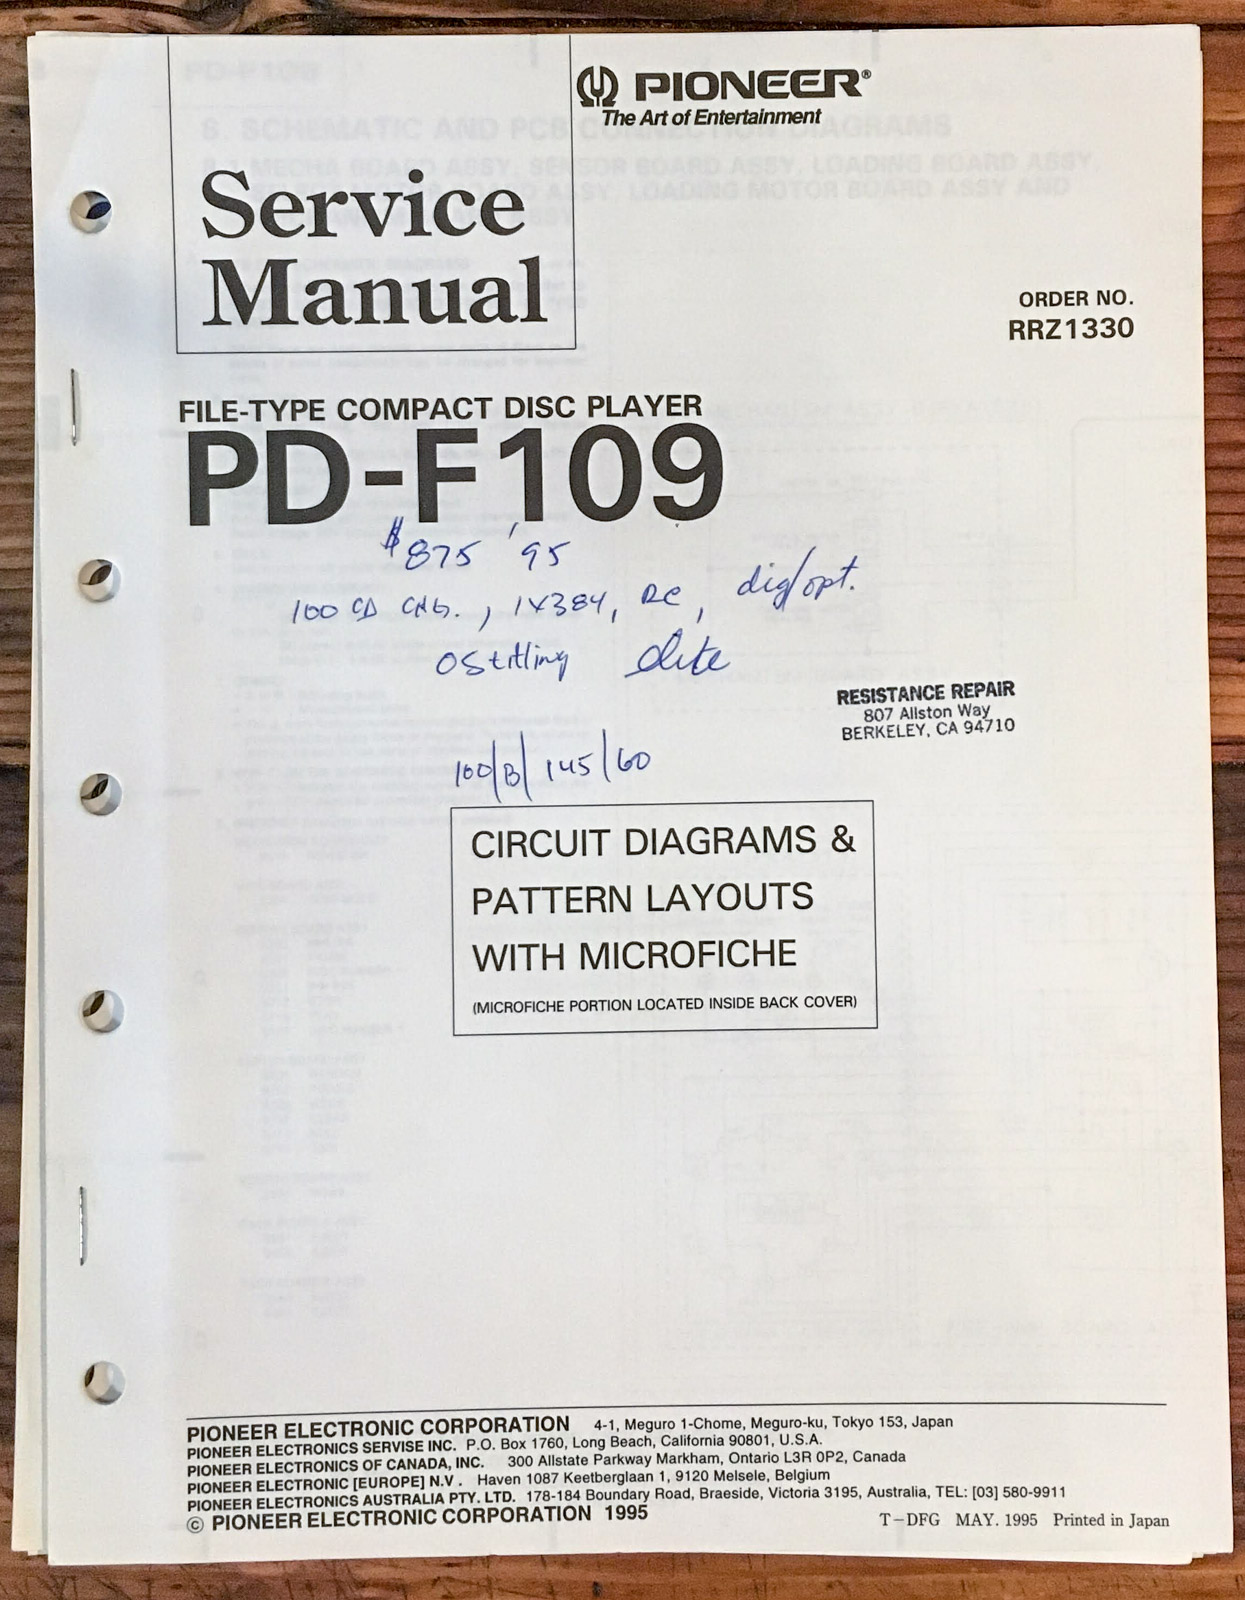 PIONEER®
The Art of Entertainment
Service
Manual
ORDER NO.
RRZ1330
FILE-TYPE COMPACT DISC PLAYER
PD-F109
$875 '95
100 CD CHG., 1X384, RC, dig/opt.
elite
RESISTANCE REPAIR
807 Allston Way
BERKELEY, CA 94710
100/B/145/60
CIRCUIT DIAGRAMS &
PATTERN LAYOUTS
WITH MICROFICHE
(MICROFICHE PORTION LOCATED INSIDE BACK COVER)
PIONEER ELECTRONIC CORPORATION 4-1, Meguro 1-Chome, Meguro-ku, Tokyo 153, Japan
PIONEER ELECTRONICS SERVISE INC. P.O. Box 1760, Long Beach, California 90801, U.S.A.
PIONEER ELECTRONICS OF CANADA, INC. 300 Allstate Parkway Markham, Ontario L3R 0P2, Canada
PIONEER ELECTRONIC [EUROPE] N.V. Haven 1087 Keetberglaan 1, 9120 Melsele, Belgium
PIONEER ELECTRONICS AUSTRALIA PTY. LTD. 178-184 Boundary Road, Braeside, Victoria 3195, Australia, TEL: [03] 580-9911
© PIONEER ELECTRONIC CORPORATION 1995
T-DFG MAY. 1995 Printed in Japan